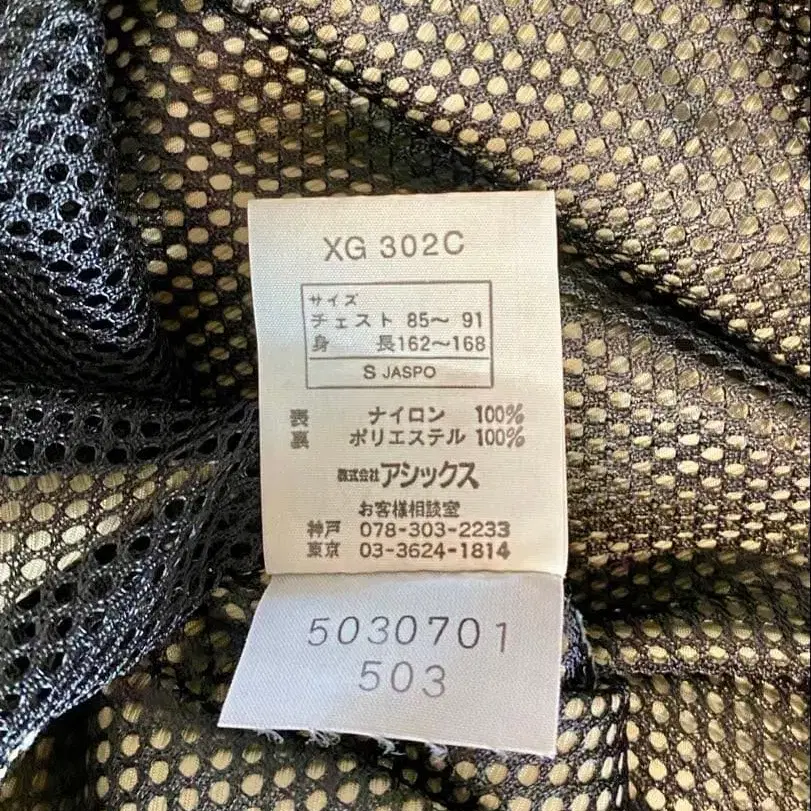 XG 302C
サイズ
チェスト 85〜 91
身 長162〜168
S JASPO
表 ナイロン 100%
裏 ポリエステル 100%
株式会社アシックス
お客様相談室
神戸 078-303-2233
東京 03-3624-1814
5030701
503